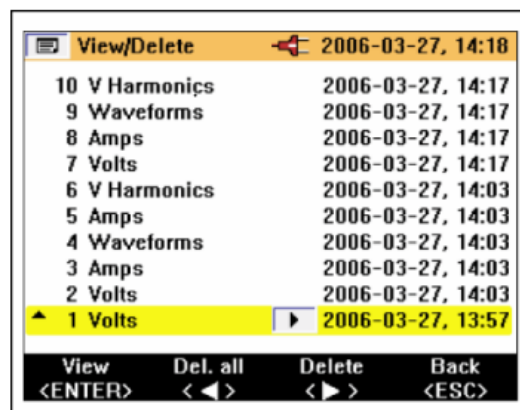 View/Delete 2006-03-27, 14:18
10 V Harmonics 2006-03-27, 14:17
9 Waveforms 2006-03-27, 14:17
8 Amps 2006-03-27, 14:17
7 Volts 2006-03-27, 14:17
6 V Harmonics 2006-03-27, 14:03
5 Amps 2006-03-27, 14:03
4 Waveforms 2006-03-27, 14:03
3 Amps 2006-03-27, 14:03
2 Volts 2006-03-27, 14:03
1 Volts 2006-03-27, 13:57
View Del. all Delete Back
<ENTER> <◀> <▶> <ESC>